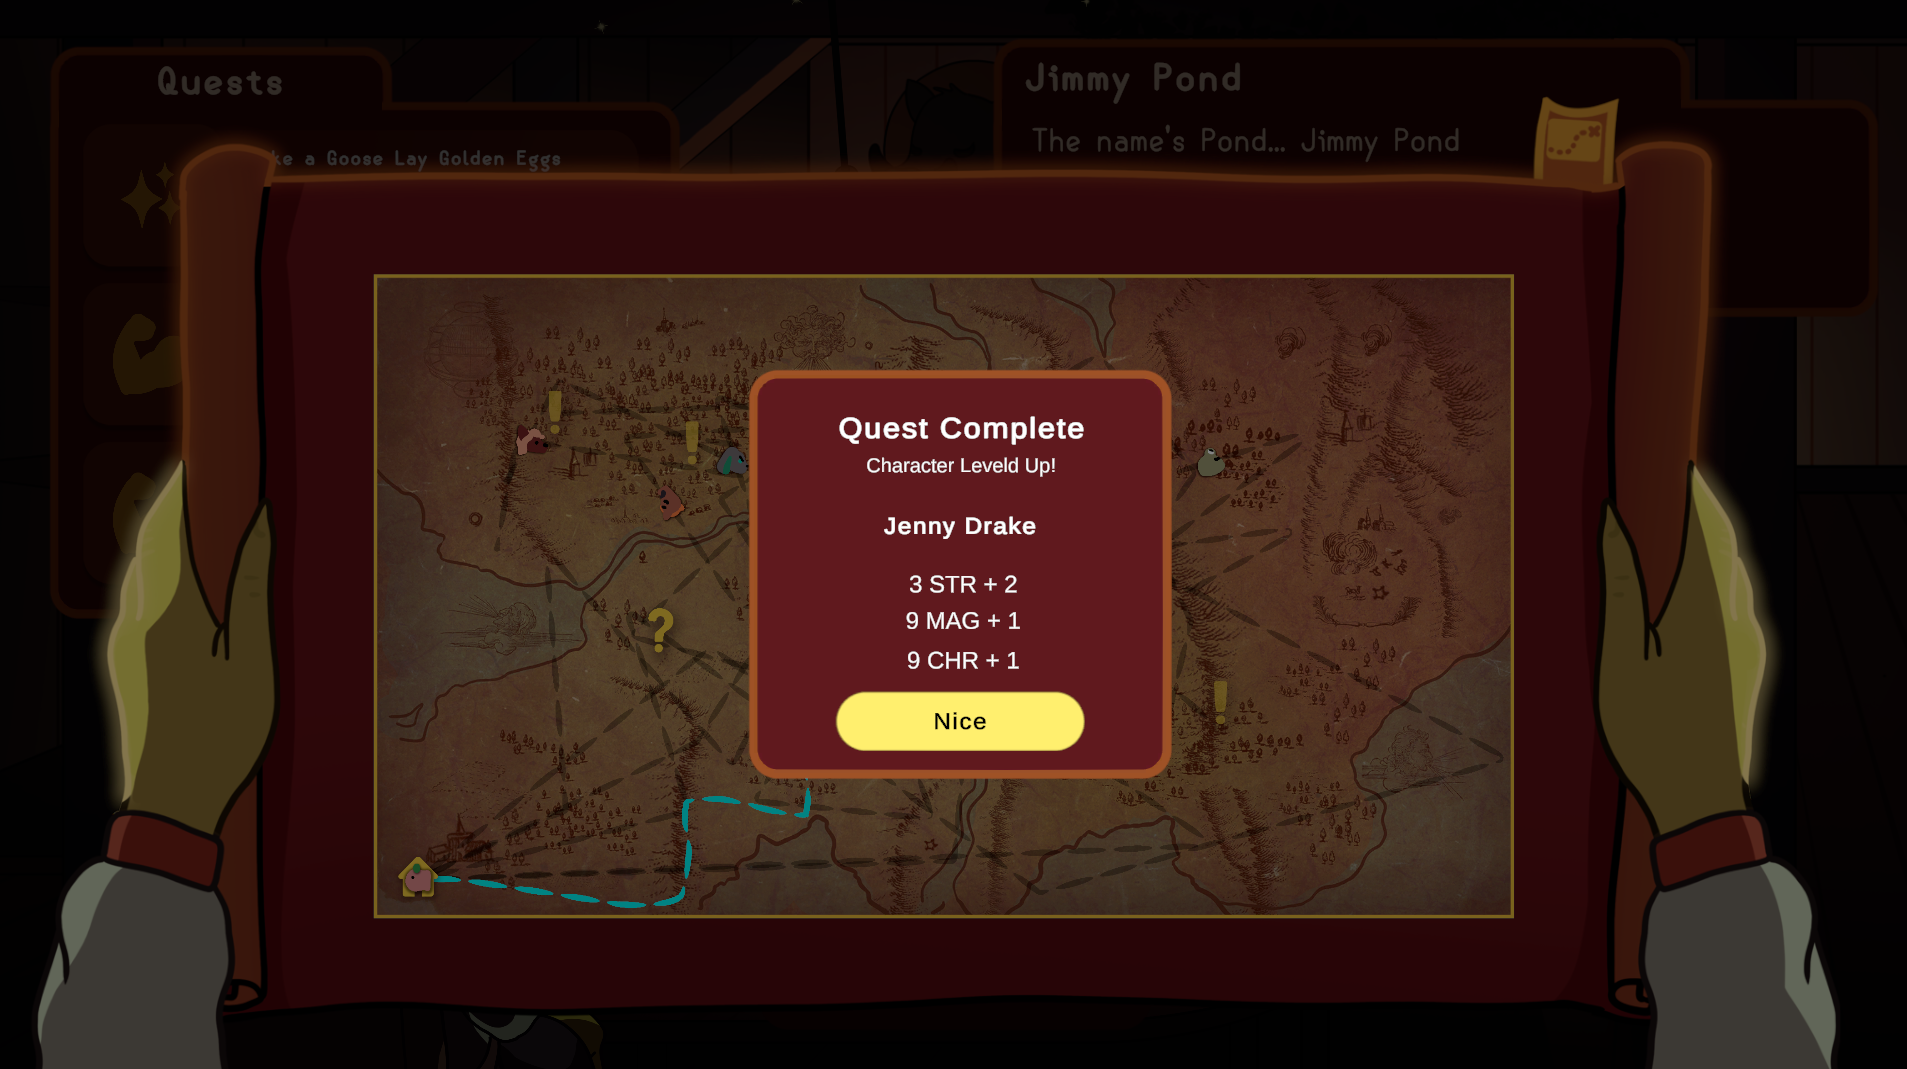 Quests
Jimmy Pond
The name's Pond... Jimmy Pond
a Goose Lay Golden Eggs
Quest Complete
Character Leveld Up!
Jenny Drake
3 STR + 2
9 MAG + 1
9 CHR + 1
Nice